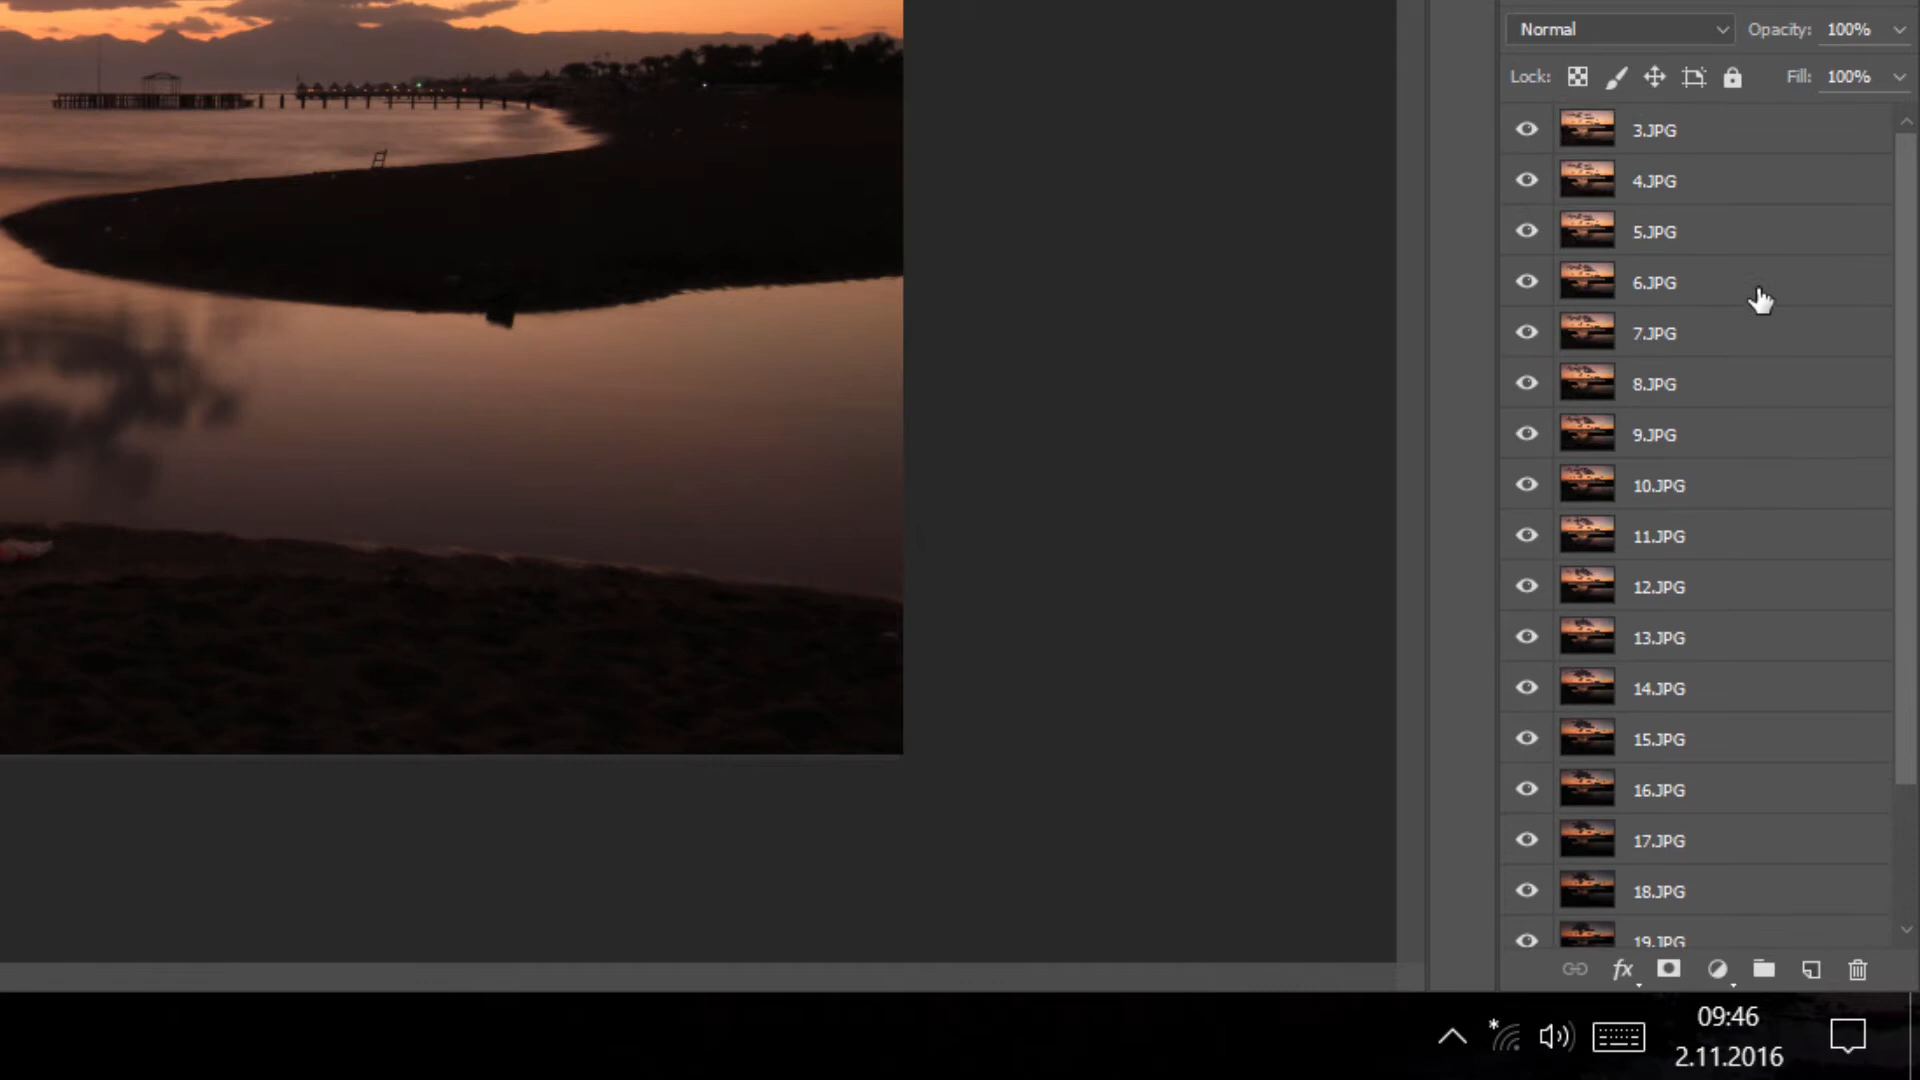 Normal Opacity: 100%
Lock: Fill: 100%
3.JPG
4.JPG
5.JPG
6.JPG
7.JPG
8.JPG
9.JPG
10.JPG
11.JPG
12.JPG
13.JPG
14.JPG
15.JPG
16.JPG
17.JPG
18.JPG
19.JPG
fx
09:46
2.11.2016